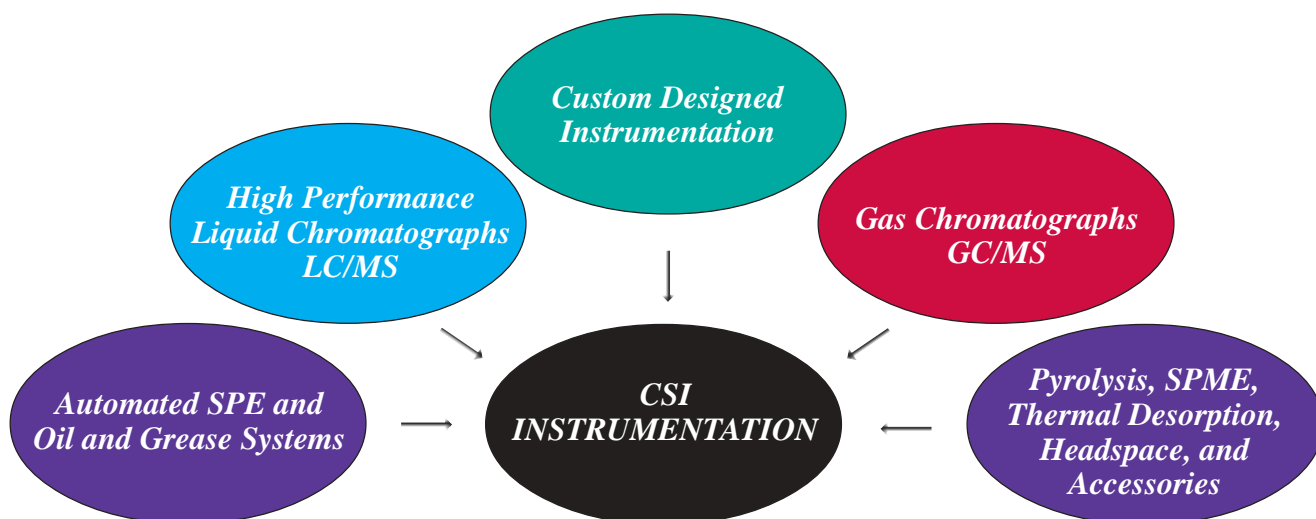 Custom Designed
Instrumentation
High Performance
Liquid Chromatographs
LC/MS
Gas Chromatographs
GC/MS
Automated SPE and
Oil and Grease Systems
CSI
INSTRUMENTATION
Pyrolysis, SPME,
Thermal Desorption,
Headspace, and
Accessories